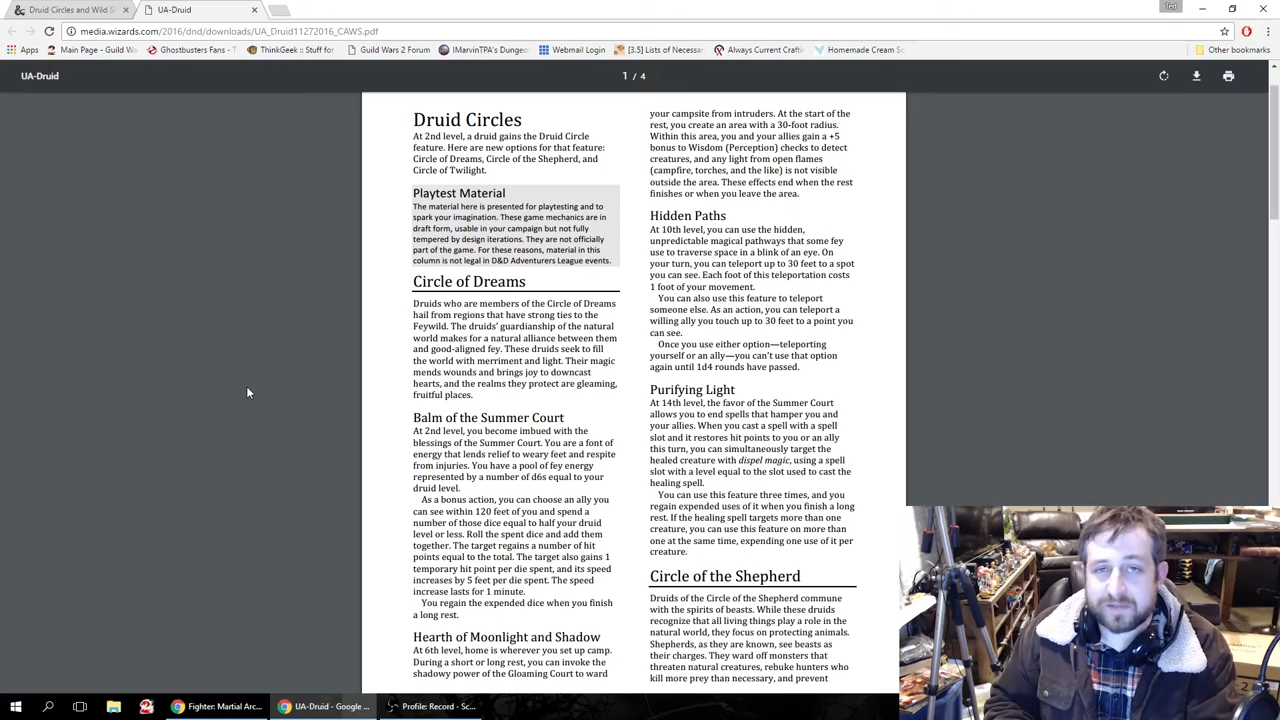 Druid Circles and Wild S
UA-Druid
Ted
media.wizards.com/2016/dnd/downloads/UA_Druid11272016_CAWS.pdf
Apps
Main Page - Guild Wa
Ghostbusters Fans - T
ThinkGeek :: Stuff for
Guild Wars 2 Forum
IMarvinTPA's Dungeo
Webmail Login
[3.5] Lists of Necessar
Always Current Crafti
Homemade Cream So
Other bookmarks
UA-Druid
1 / 4
Druid Circles
At 2nd level, a druid gains the Druid Circle
feature. Here are new options for that feature:
Circle of Dreams, Circle of the Shepherd, and
Circle of Twilight.
Playtest Material
The material here is presented for playtesting and to
spark your imagination. These game mechanics are in
draft form, usable in your campaign but not fully
tempered by design iterations. They are not officially
part of the game. For these reasons, material in this
column is not legal in D&D Adventurers League events.
Circle of Dreams
Druids who are members of the Circle of Dreams
hail from regions that have strong ties to the
Feywild. The druids' guardianship of the natural
world makes for a natural alliance between them
and good-aligned fey. These druids seek to fill
the world with merriment and light. Their magic
mends wounds and brings joy to downcast
hearts, and the realms they protect are gleaming,
fruitful places.
Balm of the Summer Court
At 2nd level, you become imbued with the
blessings of the Summer Court. You are a font of
energy that lends relief to weary feet and respite
from injuries. You have a pool of fey energy
represented by a number of d6s equal to your
druid level.
As a bonus action, you can choose an ally you
can see within 120 feet of you and spend a
number of those dice equal to half your druid
level or less. Roll the spent dice and add them
together. The target regains a number of hit
points equal to the total. The target also gains 1
temporary hit point per die spent, and its speed
increases by 5 feet per die spent. The speed
increase lasts for 1 minute.
You regain the expended dice when you finish
a long rest.
Hearth of Moonlight and Shadow
At 6th level, home is wherever you set up camp.
During a short or long rest, you can invoke the
shadowy power of the Gloaming Court to ward
your campsite from intruders. At the start of the
rest, you create an area with a 30-foot radius.
Within this area, you and your allies gain a +5
bonus to Wisdom (Perception) checks to detect
creatures, and any light from open flames
(campfire, torches, and the like) is not visible
outside the area. These effects end when the rest
finishes or when you leave the area.
Hidden Paths
At 10th level, you can use the hidden,
unpredictable magical pathways that some fey
use to traverse space in a blink of an eye. On
your turn, you can teleport up to 30 feet to a spot
you can see. Each foot of this teleportation costs
1 foot of your movement.
You can also use this feature to teleport
someone else. As an action, you can teleport a
willing ally you touch up to 30 feet to a point you
can see.
Once you use either option—teleporting
yourself or an ally—you can't use that option
again until 1d4 rounds have passed.
Purifying Light
At 14th level, the favor of the Summer Court
allows you to end spells that hamper you and
your allies. When you cast a spell with a spell
slot and it restores hit points to you or an ally
this turn, you can simultaneously target the
healed creature with dispel magic, using a spell
slot with a level equal to the slot used to cast the
healing spell.
You can use this feature three times, and you
regain expended uses of it when you finish a long
rest. If the healing spell targets more than one
creature, you can use this feature on more than
one at the same time, expending one use of it per
creature.
Circle of the Shepherd
Druids of the Circle of the Shepherd commune
with the spirits of beasts. While these druids
recognize that all living things play a role in the
natural world, they focus on protecting animals.
Shepherds, as they are known, see beasts as
their charges. They ward off monsters that
threaten natural creatures, rebuke hunters who
kill more prey than necessary, and prevent
Fighter: Martial Arc...
UA-Druid - Google ...
Profile: Record - Sc...